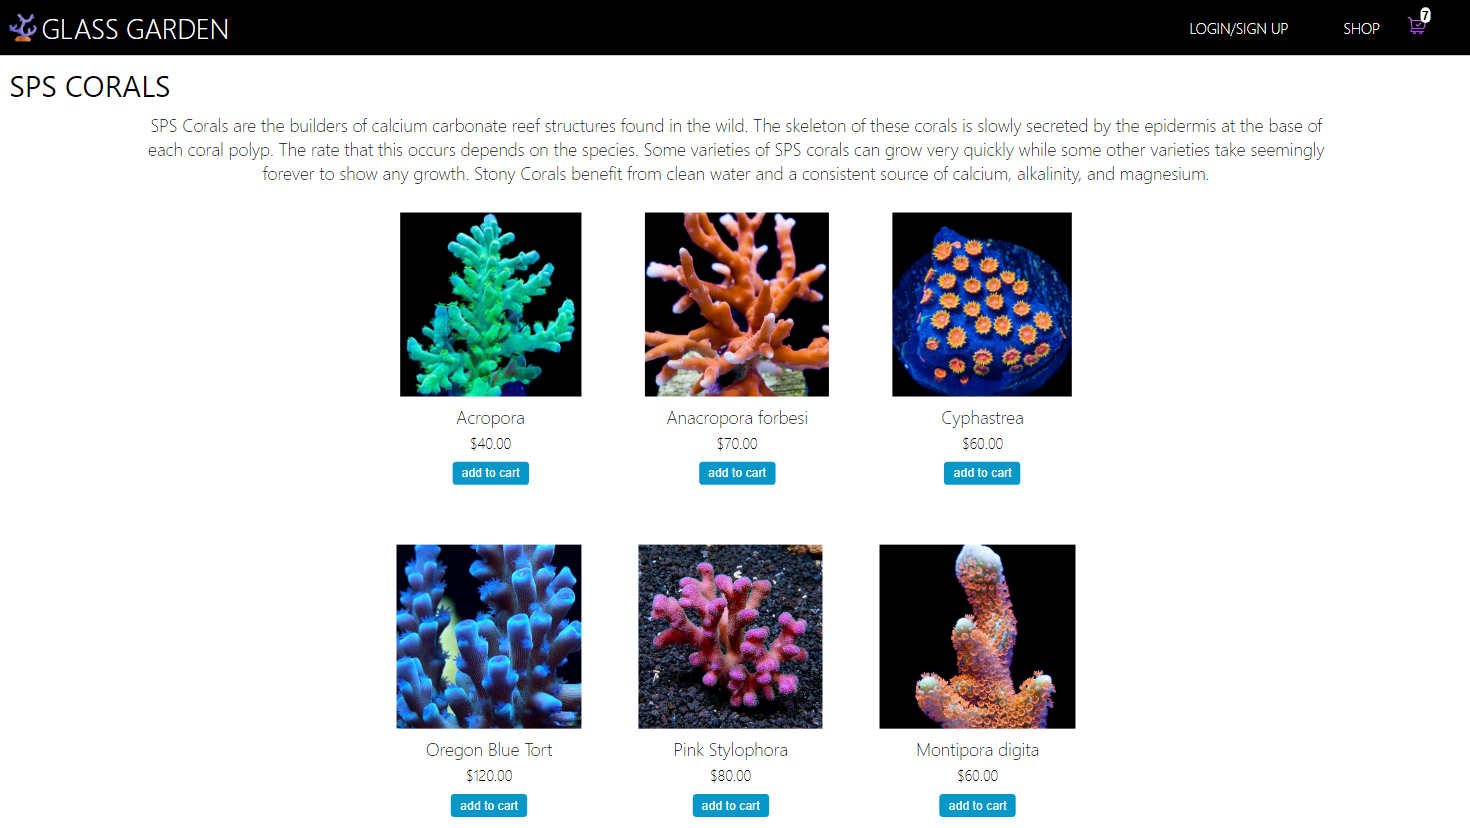 GLASS GARDEN
LOGIN/SIGN UP
SHOP
7
SPS CORALS
SPS Corals are the builders of calcium carbonate reef structures found in the wild. The skeleton of these corals is slowly secreted by the epidermis at the base of
each coral polyp. The rate that this occurs depends on the species. Some varieties of SPS corals can grow very quickly while some other varieties take seemingly
forever to show any growth. Stony Corals benefit from clean water and a consistent source of calcium, alkalinity, and magnesium.
Acropora
$40.00
add to cart
Anacropora forbesi
$70.00
add to cart
Cyphastrea
$60.00
add to cart
Oregon Blue Tort
$120.00
add to cart
Pink Stylophora
$80.00
add to cart
Montipora digita
$60.00
add to cart